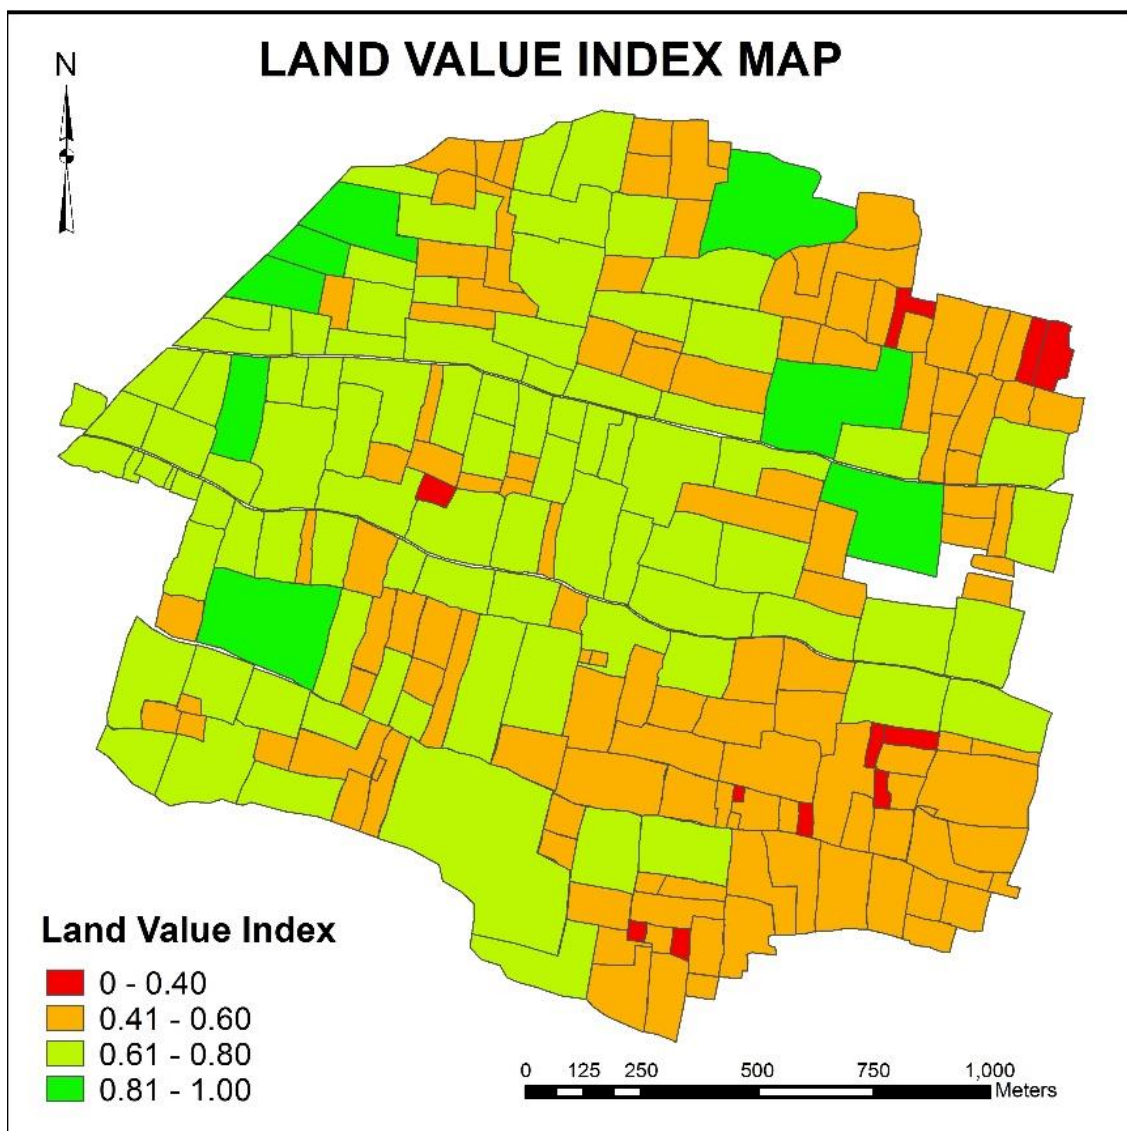 LAND VALUE INDEX MAP
N
Land Value Index
0 - 0.40
0.41 - 0.60
0.61 - 0.80
0.81 - 1.00
0 125 250 500 750 1,000
Meters